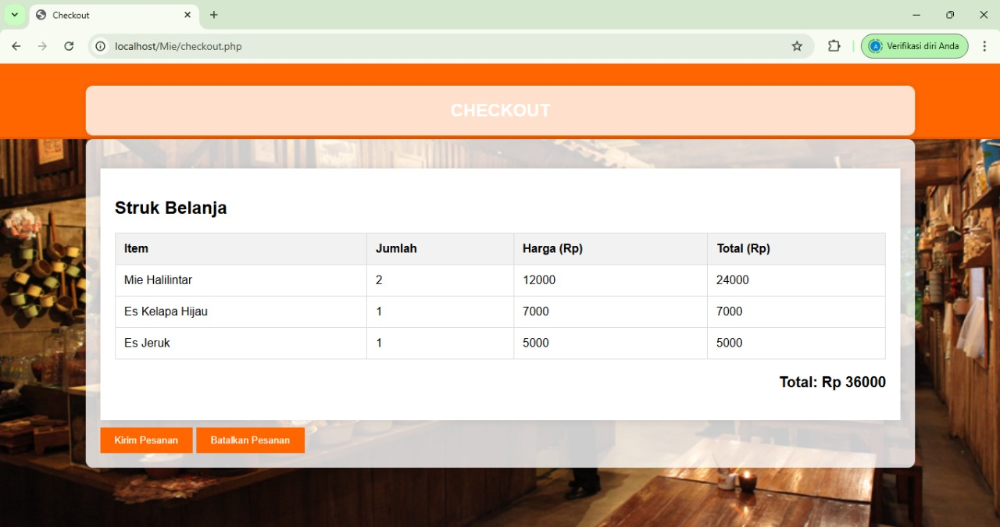 Checkout
localhost/Mie/checkout.php
Verifikasi diri Anda
CHECKOUT
Struk Belanja
Item Jumlah Harga (Rp) Total (Rp)
Mie Halilintar 2 12000 24000
Es Kelapa Hijau 1 7000 7000
Es Jeruk 1 5000 5000
Total: Rp 36000
Kirim Pesanan Batalkan Pesanan